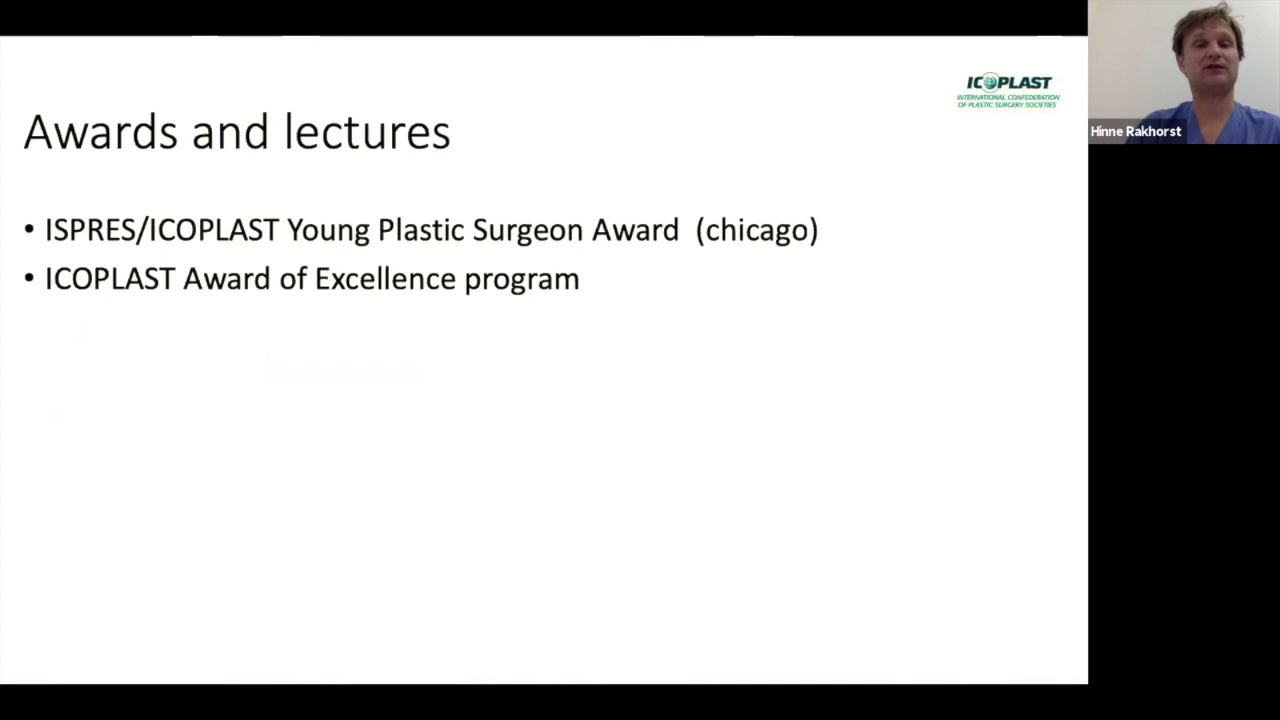 Awards and lectures
• ISPRES/ICOPLAST Young Plastic Surgeon Award (chicago)
• ICOPLAST Award of Excellence program
ICOPLAST
INTERNATIONAL CONFEDERATION
OF PLASTIC SURGERY SOCIETIES
Hinne Rakhorst